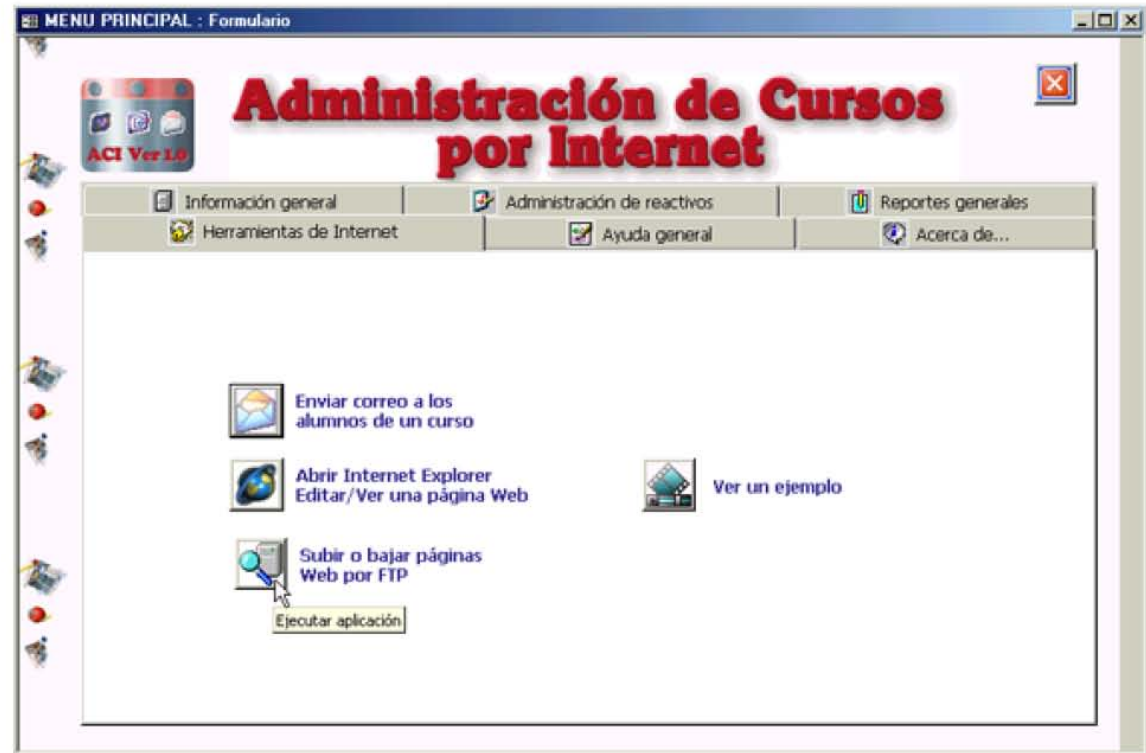 MENU PRINCIPAL : Formulario
Administración de Cursos
por Internet
ACI Ver 1.0
Información general
Administración de reactivos
Reportes generales
Herramientas de Internet
Ayuda general
Acerca de...
Enviar correo a los
alumnos de un curso
Abrir Internet Explorer
Editar/Ver una página Web
Ver un ejemplo
Subir o bajar páginas
Web por FTP
Ejecutar aplicación